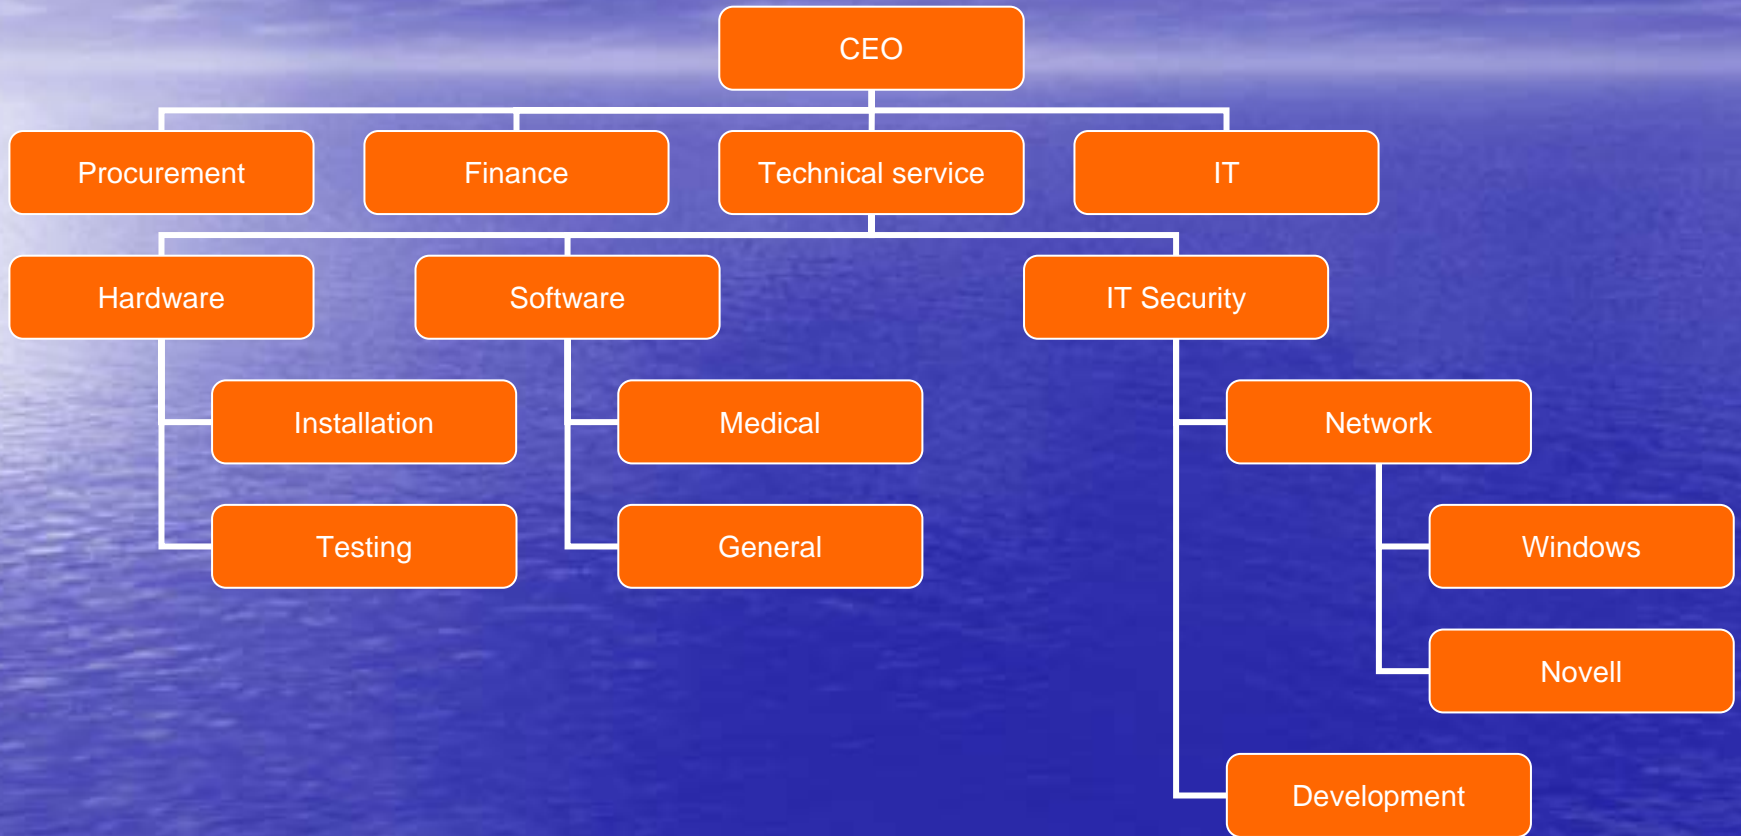 CEO
Procurement
Finance
Technical service
IT
Hardware
Software
IT Security
Installation
Medical
Network
Testing
General
Windows
Novell
Development